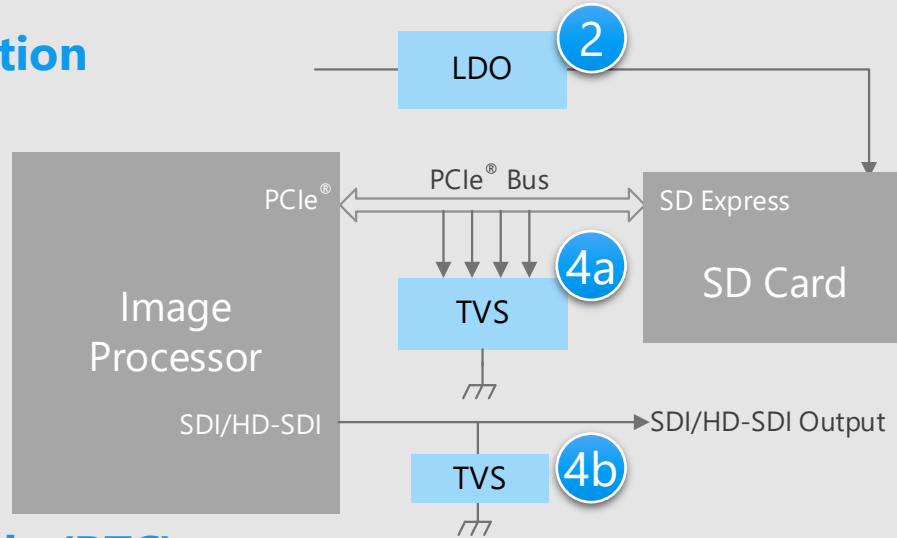 2
LDO
PCIe®
PCIe® Bus
SD Express
4a
SD Card
TVS
Image
Processor
SDI/HD-SDI
SDI/HD-SDI Output
TVS
4b